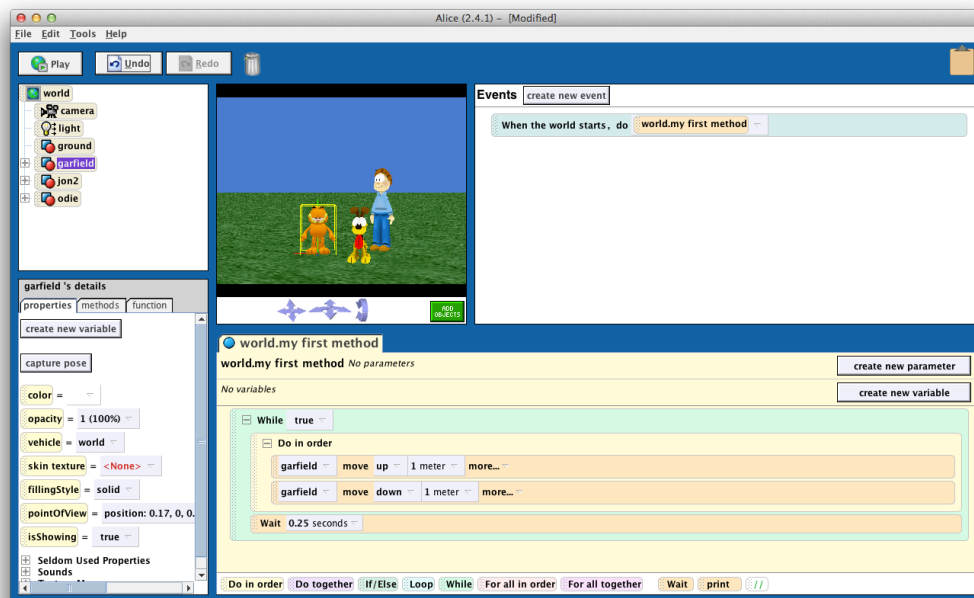 Alice (2.4.1) - [Modified]
File Edit Tools Help
Play Undo Redo
world
camera
light
ground
garfield
jon2
odie
ADD OBJECTS
Events create new event
When the world starts, do world.my first method
garfield 's details
properties methods function
create new variable
capture pose
color =
opacity = 1 (100%)
vehicle = world
skin texture = <None>
fillingStyle = solid
pointOfView = position: 0.17, 0, 0.
isShowing = true
Seldom Used Properties
Sounds
world.my first method
world.my first method No parameters
create new parameter
No variables
create new variable
While true
Do in order
garfield move up 1 meter more...
garfield move down 1 meter more...
Wait 0.25 seconds
Do in order Do together If/Else Loop While For all in order For all together Wait print //